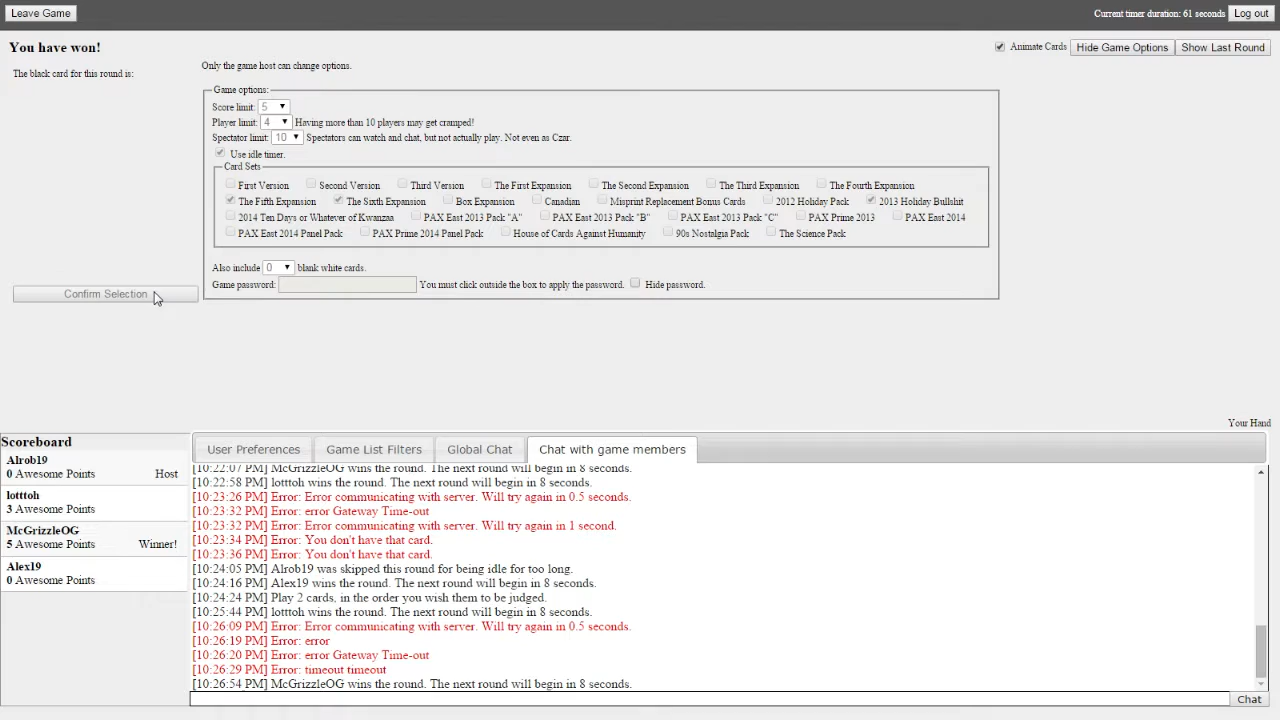 Leave Game
Current timer duration: 61 seconds Log out
You have won!
Animate Cards Hide Game Options Show Last Round
The black card for this round is:
Only the game host can change options.
Game options:
Score limit: 5
Player limit: 4 Having more than 10 players may get cramped!
Spectator limit: 10 Spectators can watch and chat, but not actually play. Not even as Czar.
Use idle timer.
Card Sets
First Version Second Version Third Version The First Expansion The Second Expansion The Third Expansion The Fourth Expansion
The Fifth Expansion The Sixth Expansion Box Expansion Canadian Misprint Replacement Bonus Cards 2012 Holiday Pack 2013 Holiday Bullshit
2014 Ten Days or Whatever of Kwanzaa PAX East 2013 Pack "A" PAX East 2013 Pack "B" PAX East 2013 Pack "C" PAX Prime 2013 PAX East 2014
PAX East 2014 Panel Pack PAX Prime 2014 Panel Pack House of Cards Against Humanity 90s Nostalgia Pack The Science Pack
Also include 0 blank white cards.
Game password: You must click outside the box to apply the password. Hide password.
Confirm Selection
Your Hand
Scoreboard
Alrob19
0 Awesome Points Host
lotttoh
3 Awesome Points
McGrizzleOG
5 Awesome Points Winner!
Alex19
0 Awesome Points
User Preferences Game List Filters Global Chat Chat with game members
[10:22:07 PM] McGrizzleOG wins the round. The next round will begin in 8 seconds.
[10:22:58 PM] lotttoh wins the round. The next round will begin in 8 seconds.
[10:23:26 PM] Error: Error communicating with server. Will try again in 0.5 seconds.
[10:23:32 PM] Error: error Gateway Time-out
[10:23:32 PM] Error: Error communicating with server. Will try again in 1 second.
[10:23:34 PM] Error: You don't have that card.
[10:23:36 PM] Error: You don't have that card.
[10:24:05 PM] Alrob19 was skipped this round for being idle for too long.
[10:24:16 PM] Alex19 wins the round. The next round will begin in 8 seconds.
[10:24:24 PM] Play 2 cards, in the order you wish them to be judged.
[10:25:44 PM] lotttoh wins the round. The next round will begin in 8 seconds.
[10:26:09 PM] Error: Error communicating with server. Will try again in 0.5 seconds.
[10:26:19 PM] Error: error
[10:26:20 PM] Error: error Gateway Time-out
[10:26:29 PM] Error: timeout timeout
[10:26:54 PM] McGrizzleOG wins the round. The next round will begin in 8 seconds.
Chat